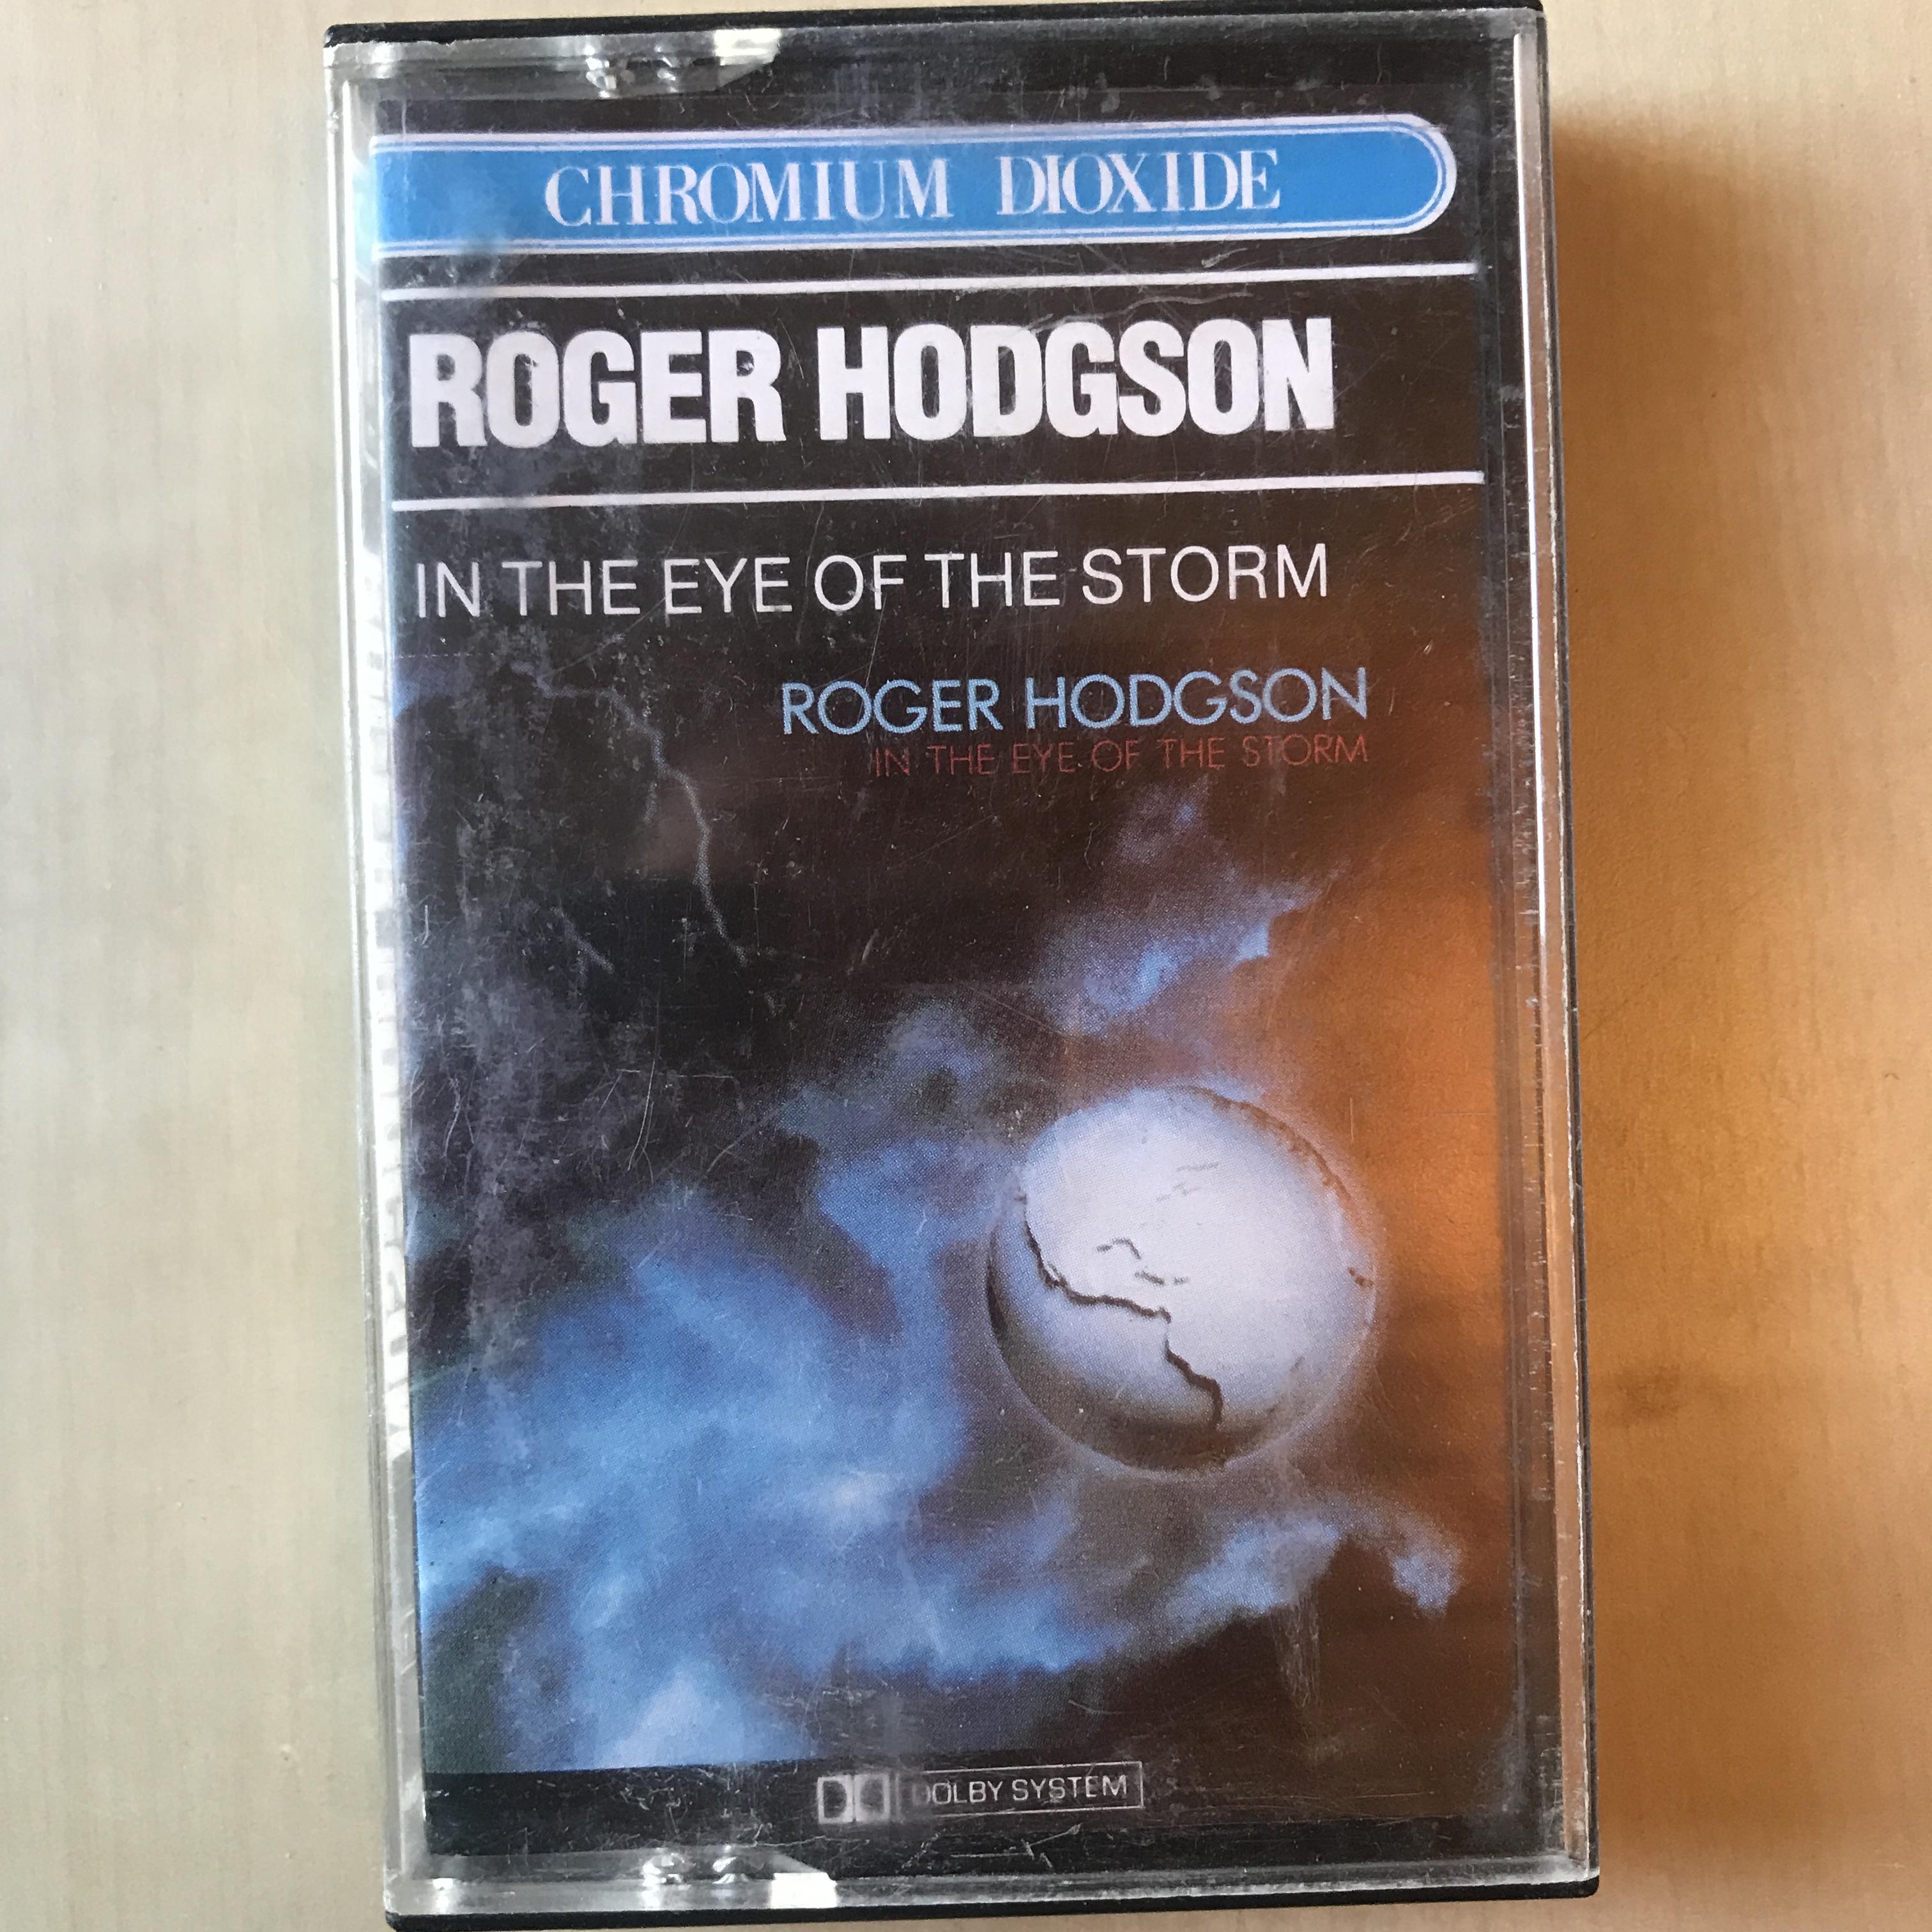 CHROMIUM DIOXIDE
ROGER HODGSON
IN THE EYE OF THE STORM
ROGER HODGSON
IN THE EYE OF THE STORM
DOLBY SYSTEM